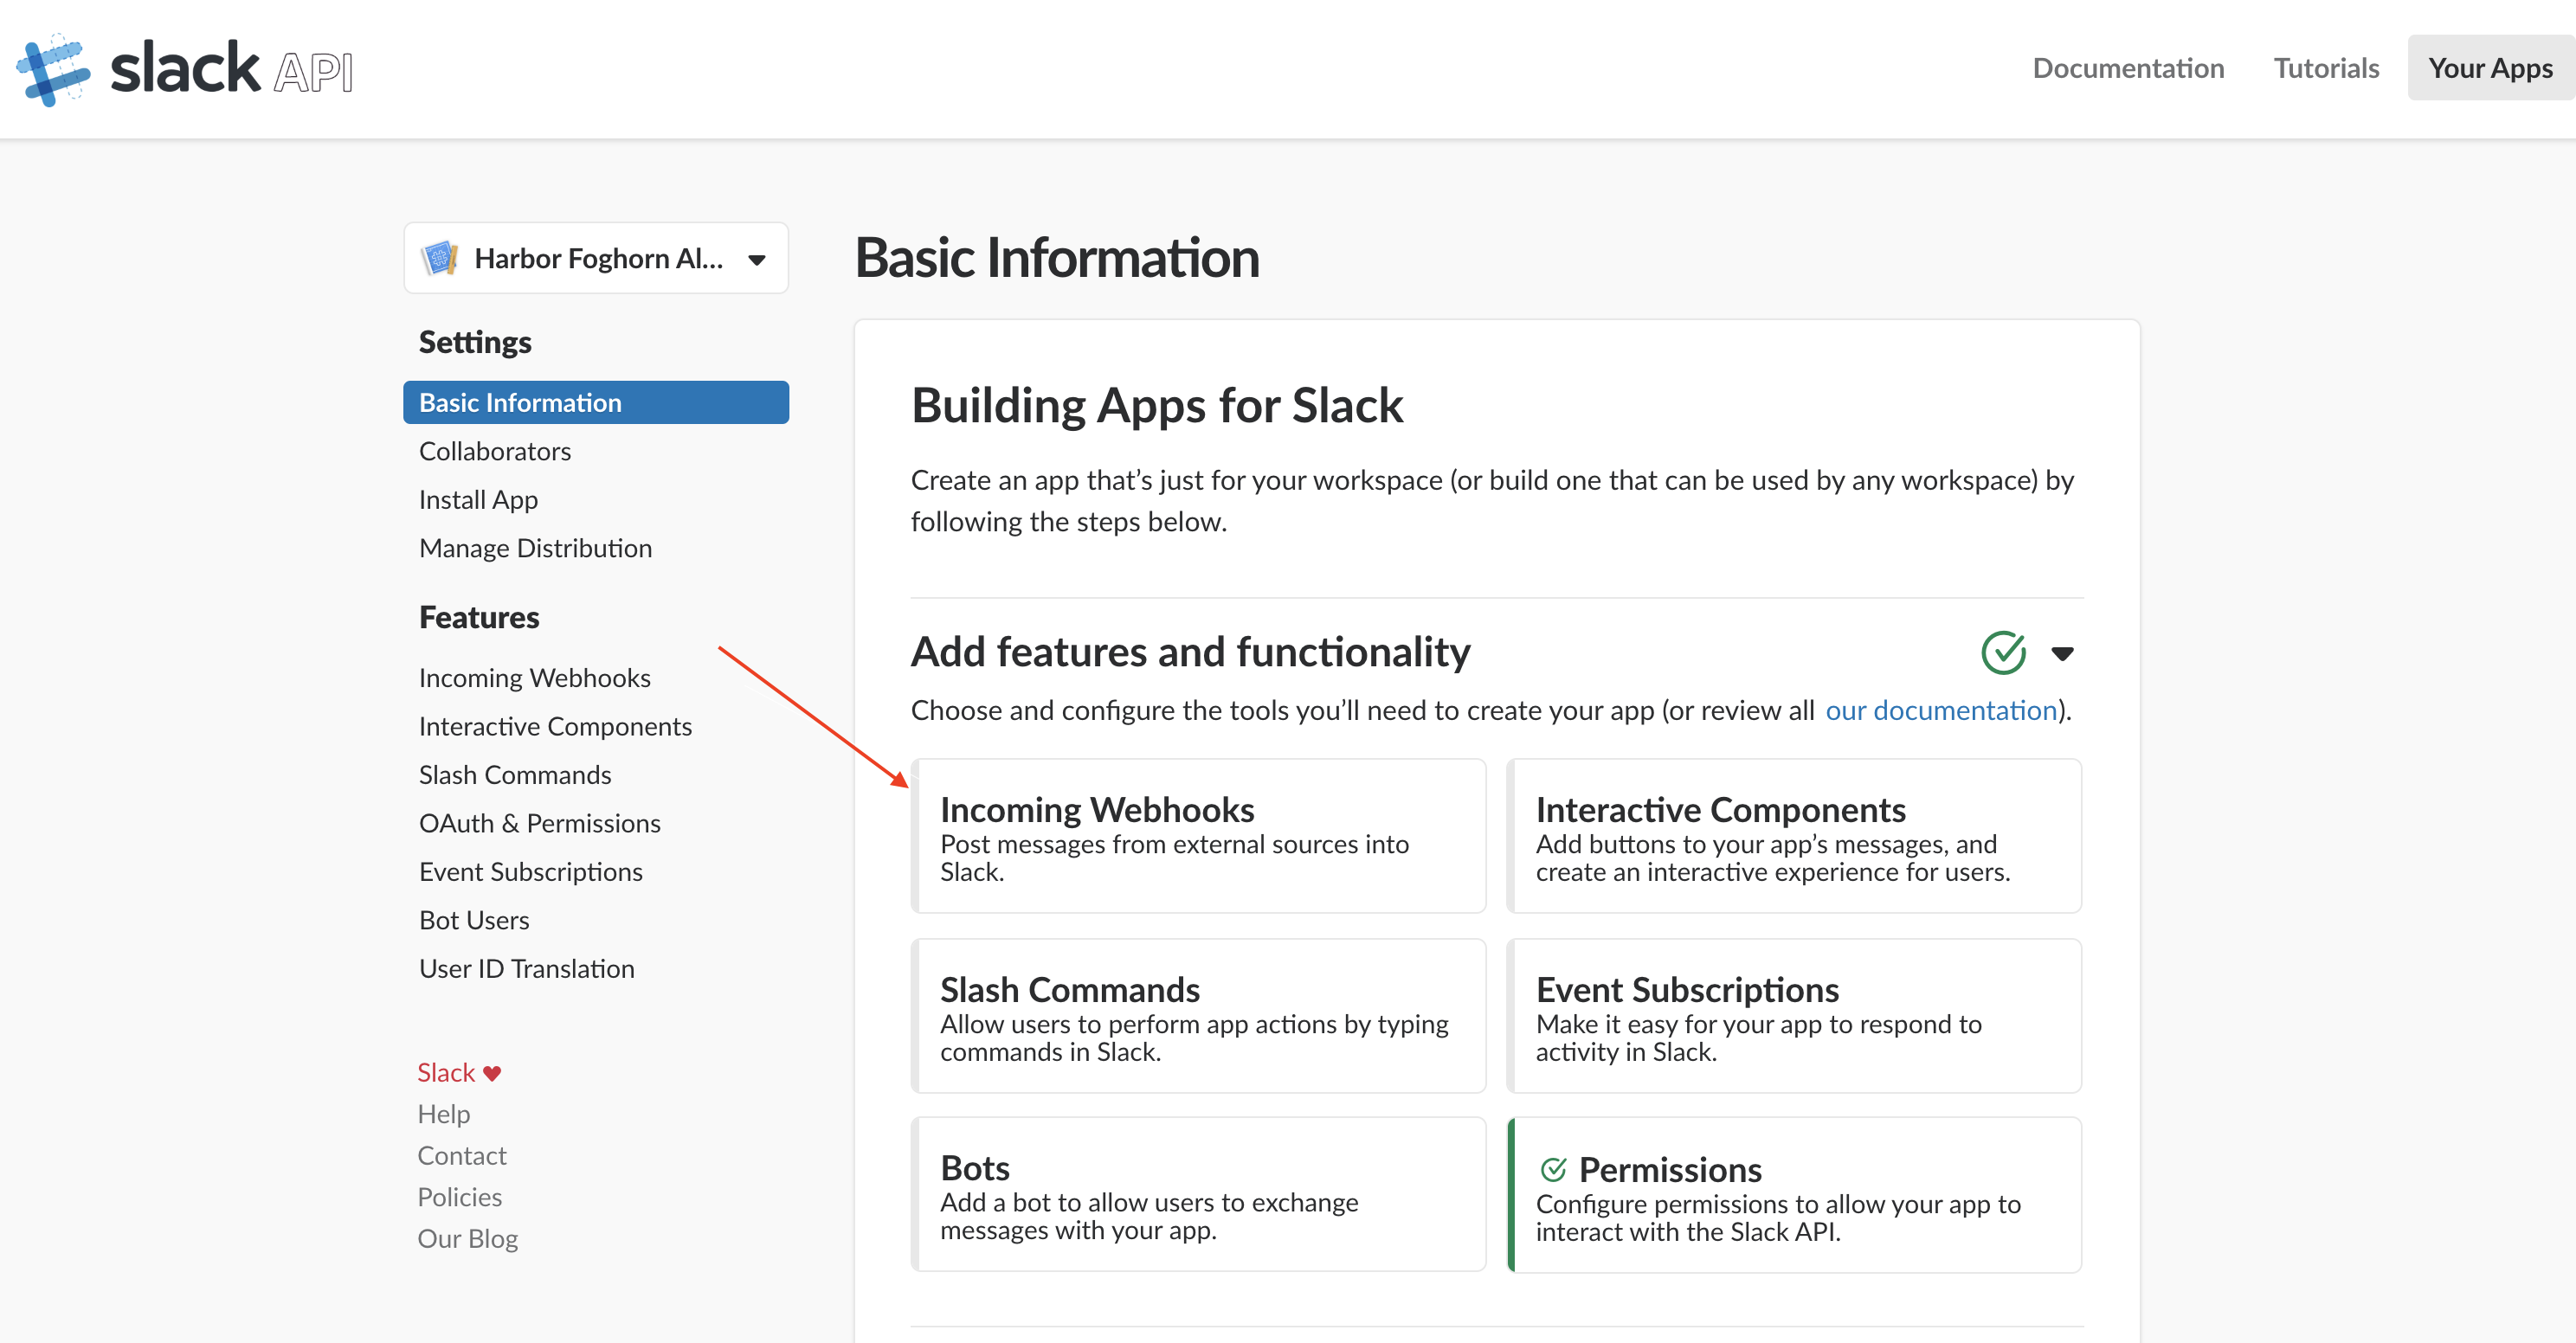 slack API
Documentation
Tutorials
Your Apps
Harbor Foghorn Al...
Settings
Basic Information
Collaborators
Install App
Manage Distribution
Features
Incoming Webhooks
Interactive Components
Slash Commands
OAuth & Permissions
Event Subscriptions
Bot Users
User ID Translation
Slack ♥
Help
Contact
Policies
Our Blog
Basic Information
Building Apps for Slack
Create an app that’s just for your workspace (or build one that can be used by any workspace) by
following the steps below.
Add features and functionality
Choose and configure the tools you’ll need to create your app (or review all our documentation).
Incoming Webhooks
Post messages from external sources into
Slack.
Interactive Components
Add buttons to your app’s messages, and
create an interactive experience for users.
Slash Commands
Allow users to perform app actions by typing
commands in Slack.
Event Subscriptions
Make it easy for your app to respond to
activity in Slack.
Bots
Add a bot to allow users to exchange
messages with your app.
Permissions
Configure permissions to allow your app to
interact with the Slack API.